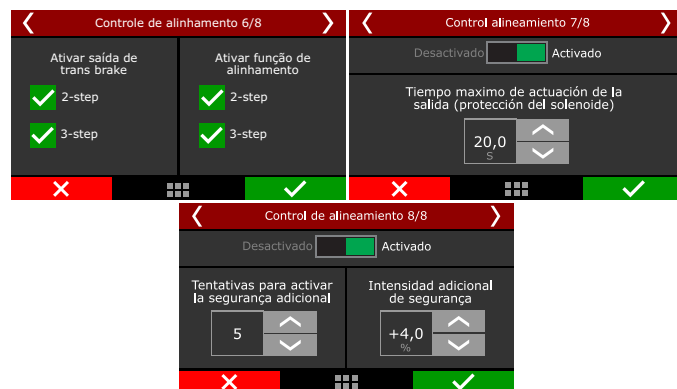 Controle de alinhamento 6/8
Ativar saída de
trans brake
2-step
3-step
Ativar função de
alinhamento
2-step
3-step
Control alineamiento 7/8
Desactivado
Activado
Tiempo maximo de actuación de la
salida (protección del solenoide)
20,0
S
Control de alineamiento 8/8
Desactivado
Activado
Tentativas para activar
la segurança adicional
5
Intensidad adicional
de segurança
+4,0
%